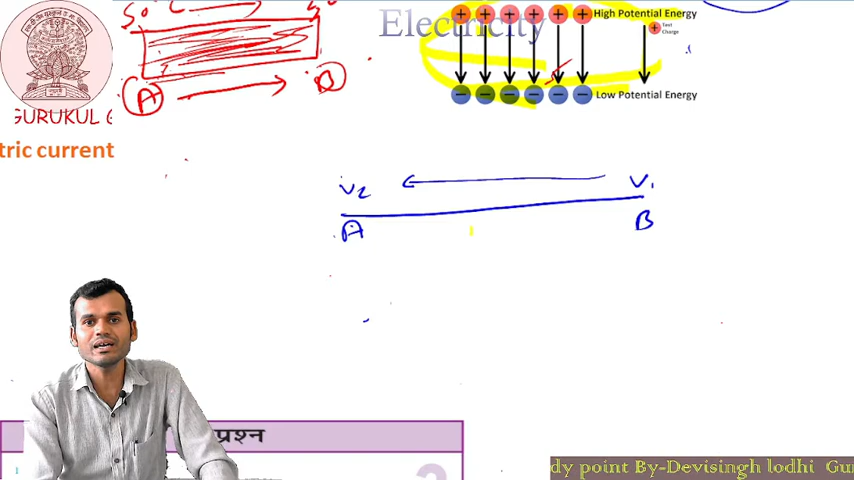 Electricity
High Potential Energy
Test
Charge
Low Potential Energy
GURUKUL
tric current
A
B
V2
V1
A
B
प्रश्न
dy point By-Devisingh lodhi Gu